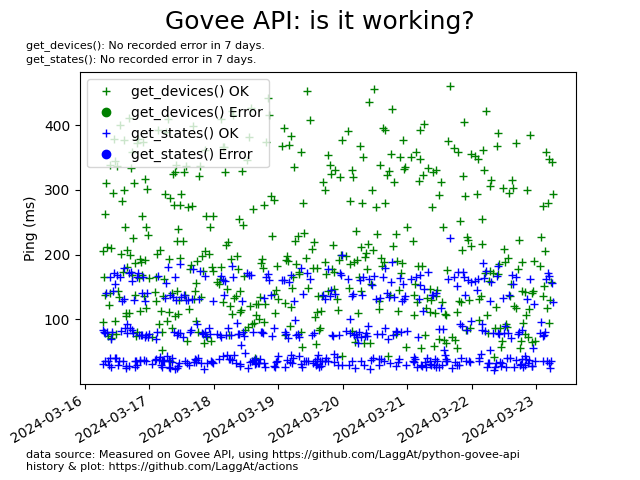 Govee API: is it working?
get_devices(): No recorded error in 7 days.
get_states(): No recorded error in 7 days.
get_devices() OK
get_devices() Error
get_states() OK
get_states() Error
Ping (ms)
400
300
200
100
2024-03-16
2024-03-17
2024-03-18
2024-03-19
2024-03-20
2024-03-21
2024-03-22
2024-03-23
data source: Measured on Govee API, using https://github.com/LaggAt/python-govee-api
history & plot: https://github.com/LaggAt/actions